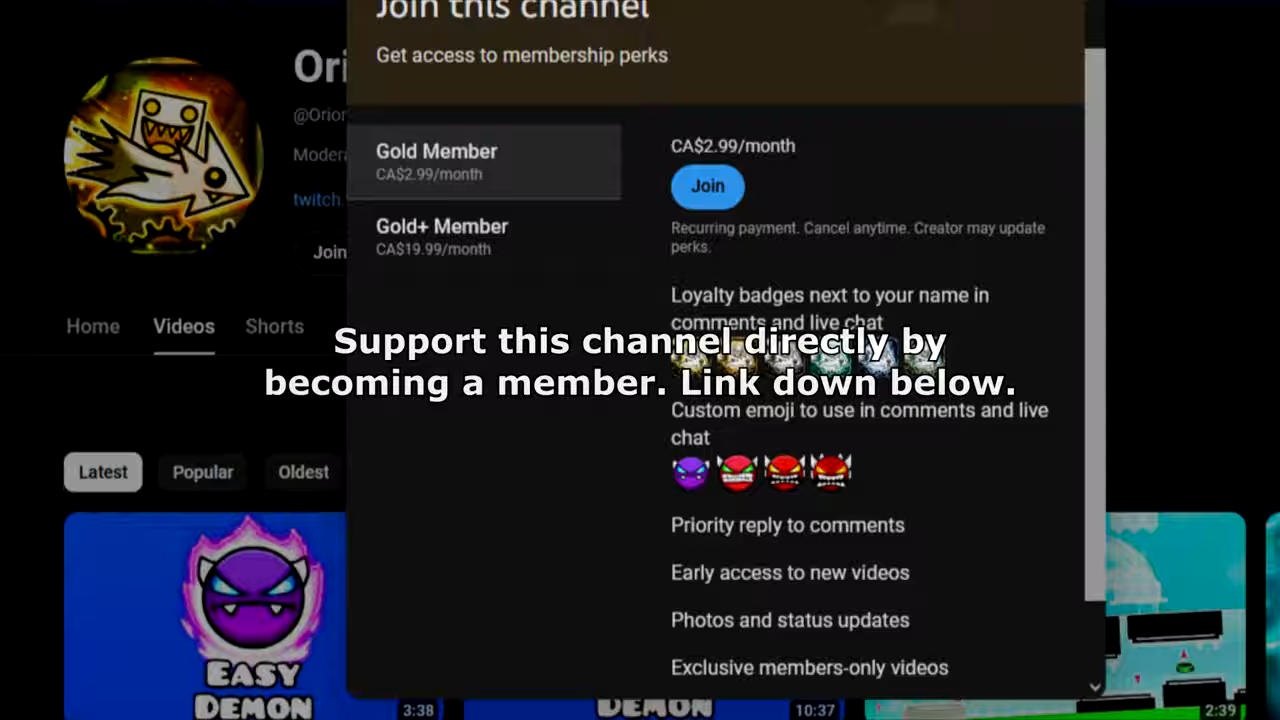 Join this channel
Get access to membership perks
Ori
@Orion
Modera
twitch.
Join
Gold Member
CA$2.99/month
Gold+ Member
CA$19.99/month
CA$2.99/month
Join
Recurring payment. Cancel anytime. Creator may update
perks.
Loyalty badges next to your name in
comments and live chat
Support this channel directly by
becoming a member. Link down below.
Custom emoji to use in comments and live
chat
Priority reply to comments
Early access to new videos
Photos and status updates
Exclusive members-only videos
Home Videos Shorts
Latest Popular Oldest
EASY
DEMON
3:38
DEMON
10:37
2:39